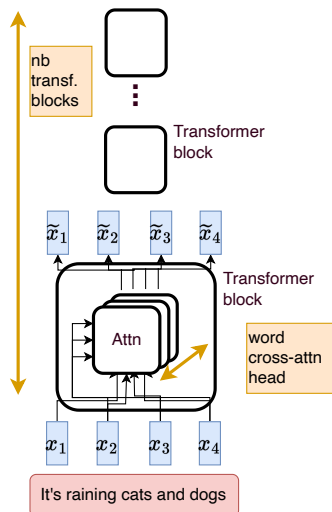 nb
transf.
blocks
⋮
Transformer
block
x̃₁ x̃₂ x̃₃ x̃₄
Transformer
block
Attn
word
cross-attn
head
x₁ x₂ x₃ x₄
It's raining cats and dogs